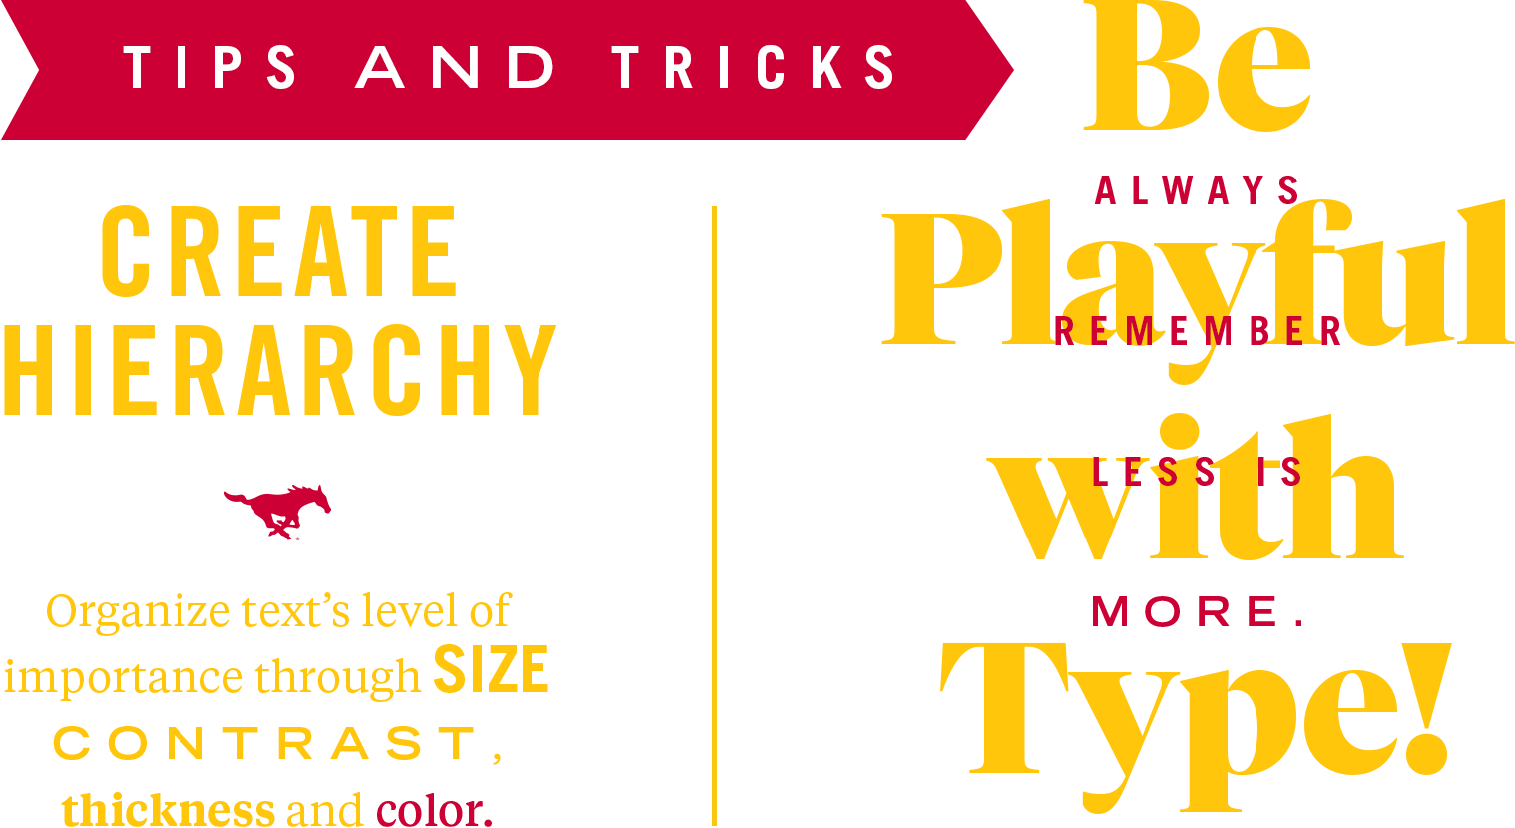 TIPS AND TRICKS
CREATE
HIERARCHY
Organize text’s level of
importance through SIZE
CONTRAST,
thickness and color.
Be
ALWAYS
Playful
REMEMBER
with
LESS IS
MORE.
Type!